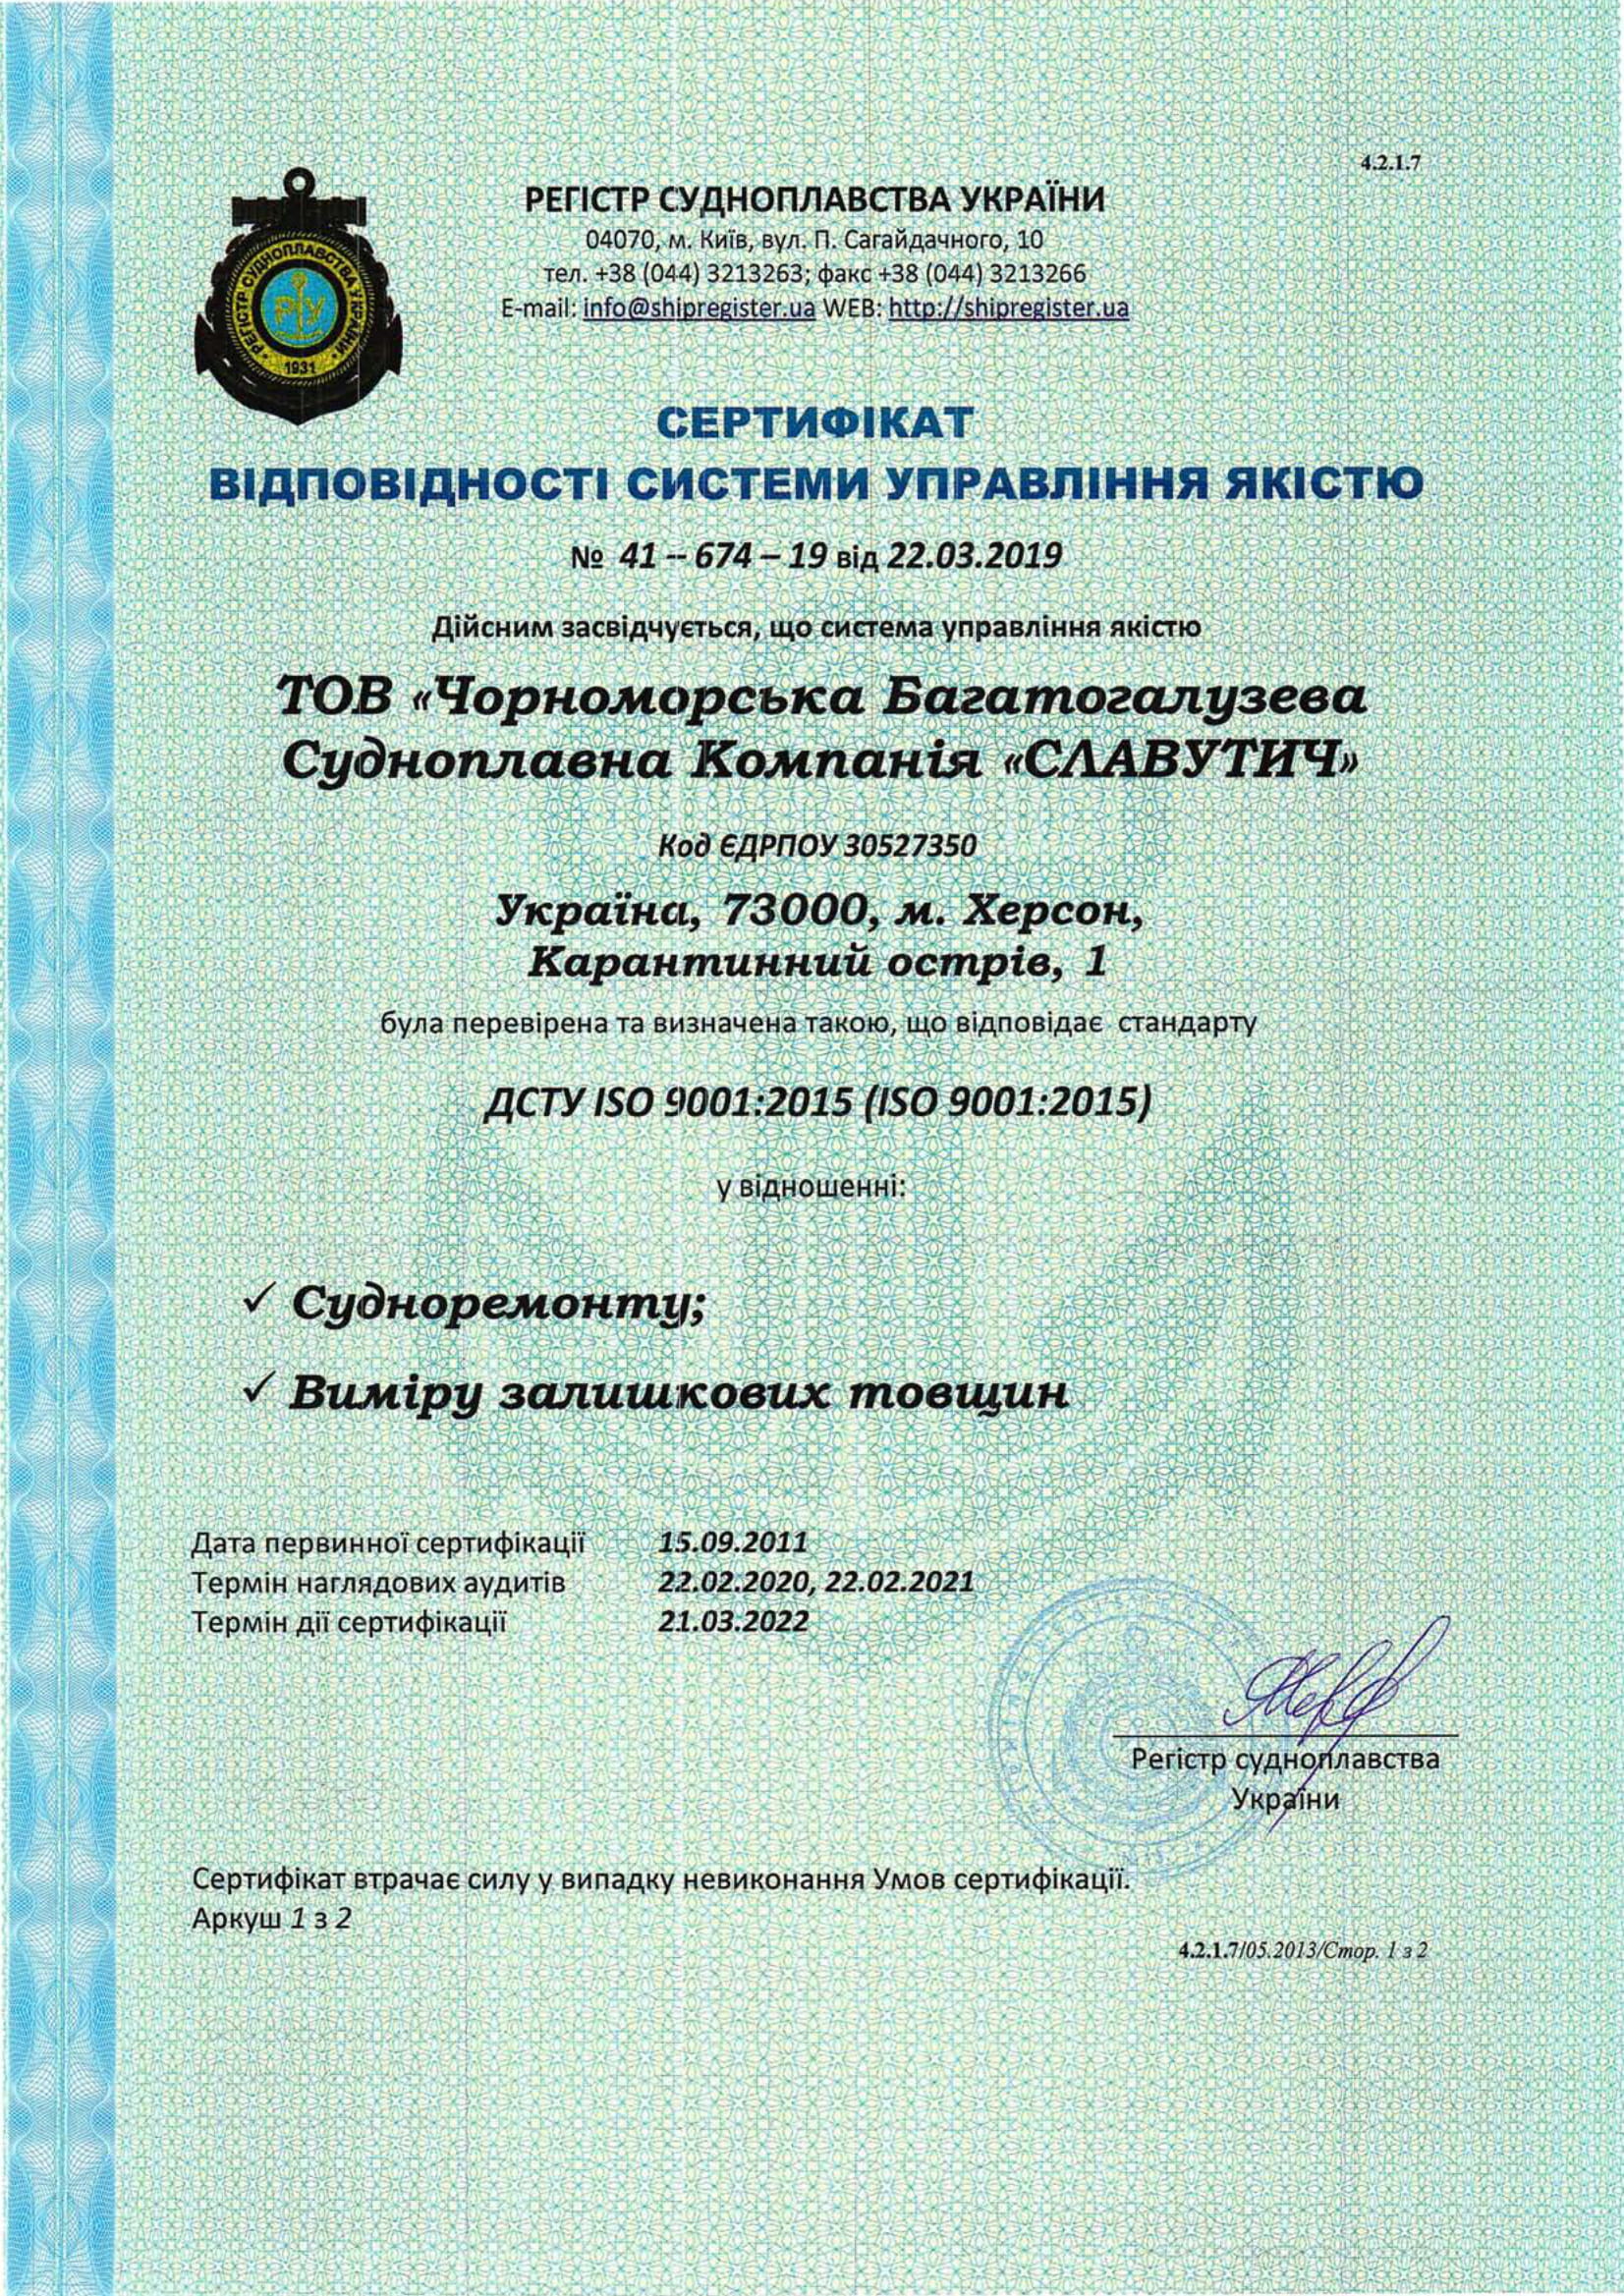 4.2.1.7
РЕГІСТР СУДНОПЛАВСТВА УКРАЇНИ
04070, м. Київ, вул. П. Сагайдачного, 10
тел. +38 (044) 3213263; факс +38 (044) 3213266
E-mail: info@shipregister.ua WEB: http://shipregister.ua
РЕГІСТР СУДНОПЛАВСТВА УКРАЇНИ
РУ
1931
СЕРТИФІКАТ
ВІДПОВІДНОСТІ СИСТЕМИ УПРАВЛІННЯ ЯКІСТЮ
№ 41 -- 674 – 19 від 22.03.2019
Дійсним засвідчується, що система управління якістю
ТОВ «Чорноморська Багатогалузева
Судноплавна Компанія «СЛАВУТИЧ»
Код ЄДРПОУ 30527350
Україна, 73000, м. Херсон,
Карантинний острів, 1
була перевірена та визначена такою, що відповідає стандарту
ДСТУ ISO 9001:2015 (ISO 9001:2015)
у відношенні:
✓ Судноремонту;
✓ Виміру залишкових товщин
Дата первинної сертифікації 15.09.2011
Термін наглядових аудитів 22.02.2020, 22.02.2021
Термін дії сертифікації 21.03.2022
Регістр судноплавства
України
Сертифікат втрачає силу у випадку невиконання Умов сертифікації.
Аркуш 1 з 2
4.2.1.7/05.2013/Стор. 1 з 2